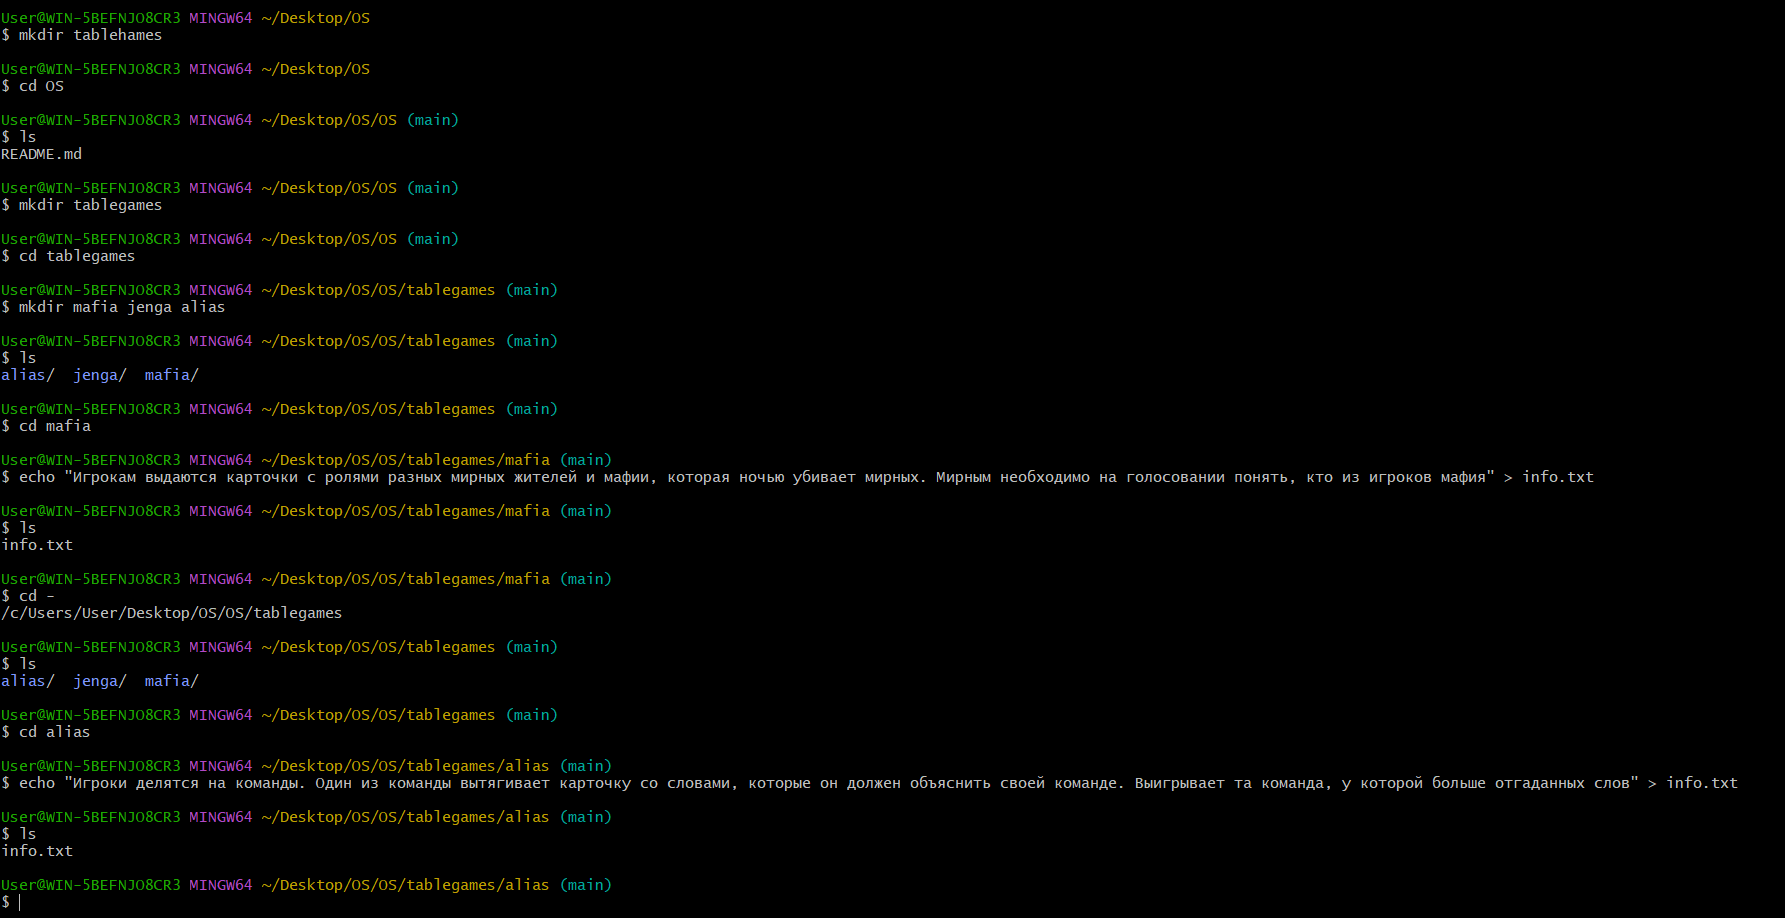 User@WIN-5BEFNJO8CR3 MINGW64 ~/Desktop/OS
$ mkdir tablehames
User@WIN-5BEFNJO8CR3 MINGW64 ~/Desktop/OS
$ cd OS
User@WIN-5BEFNJO8CR3 MINGW64 ~/Desktop/OS/OS (main)
$ ls
README.md
User@WIN-5BEFNJO8CR3 MINGW64 ~/Desktop/OS/OS (main)
$ mkdir tablegames
User@WIN-5BEFNJO8CR3 MINGW64 ~/Desktop/OS/OS (main)
$ cd tablegames
User@WIN-5BEFNJO8CR3 MINGW64 ~/Desktop/OS/OS/tablegames (main)
$ mkdir mafia jenga alias
User@WIN-5BEFNJO8CR3 MINGW64 ~/Desktop/OS/OS/tablegames (main)
$ ls
alias/  jenga/  mafia/
User@WIN-5BEFNJO8CR3 MINGW64 ~/Desktop/OS/OS/tablegames (main)
$ cd mafia
User@WIN-5BEFNJO8CR3 MINGW64 ~/Desktop/OS/OS/tablegames/mafia (main)
$ echo "Игрокам выдаются карточки с ролями разных мирных жителей и мафии, которая ночью убивает мирных. Мирным необходимо на голосовании понять, кто из игроков мафия" > info.txt
User@WIN-5BEFNJO8CR3 MINGW64 ~/Desktop/OS/OS/tablegames/mafia (main)
$ ls
info.txt
User@WIN-5BEFNJO8CR3 MINGW64 ~/Desktop/OS/OS/tablegames/mafia (main)
$ cd -
/c/Users/User/Desktop/OS/OS/tablegames
User@WIN-5BEFNJO8CR3 MINGW64 ~/Desktop/OS/OS/tablegames (main)
$ ls
alias/  jenga/  mafia/
User@WIN-5BEFNJO8CR3 MINGW64 ~/Desktop/OS/OS/tablegames (main)
$ cd alias
User@WIN-5BEFNJO8CR3 MINGW64 ~/Desktop/OS/OS/tablegames/alias (main)
$ echo "Игроки делятся на команды. Один из команды вытягивает карточку со словами, которые он должен объяснить своей команде. Выигрывает та команда, у которой больше отгаданных слов" > info.txt
User@WIN-5BEFNJO8CR3 MINGW64 ~/Desktop/OS/OS/tablegames/alias (main)
$ ls
info.txt
User@WIN-5BEFNJO8CR3 MINGW64 ~/Desktop/OS/OS/tablegames/alias (main)
$